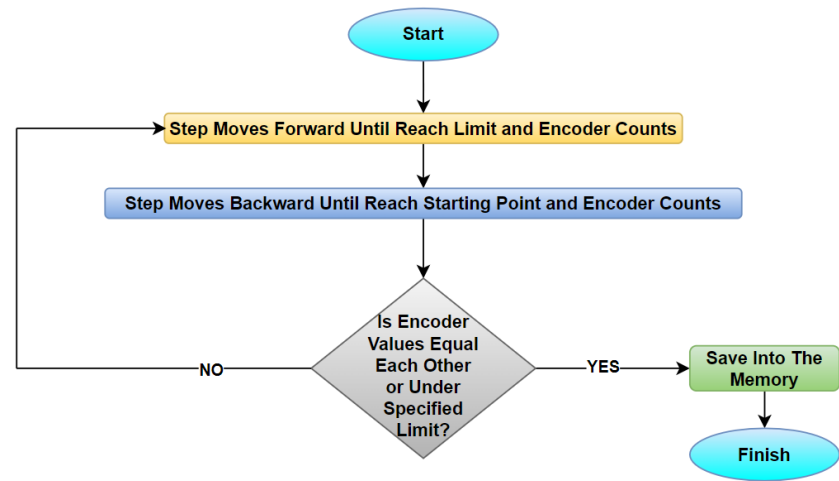 Start
Step Moves Forward Until Reach Limit and Encoder Counts
Step Moves Backward Until Reach Starting Point and Encoder Counts
Is Encoder
Values Equal
Each Other
or Under
Specified
Limit?
NO
YES
Save Into The
Memory
Finish